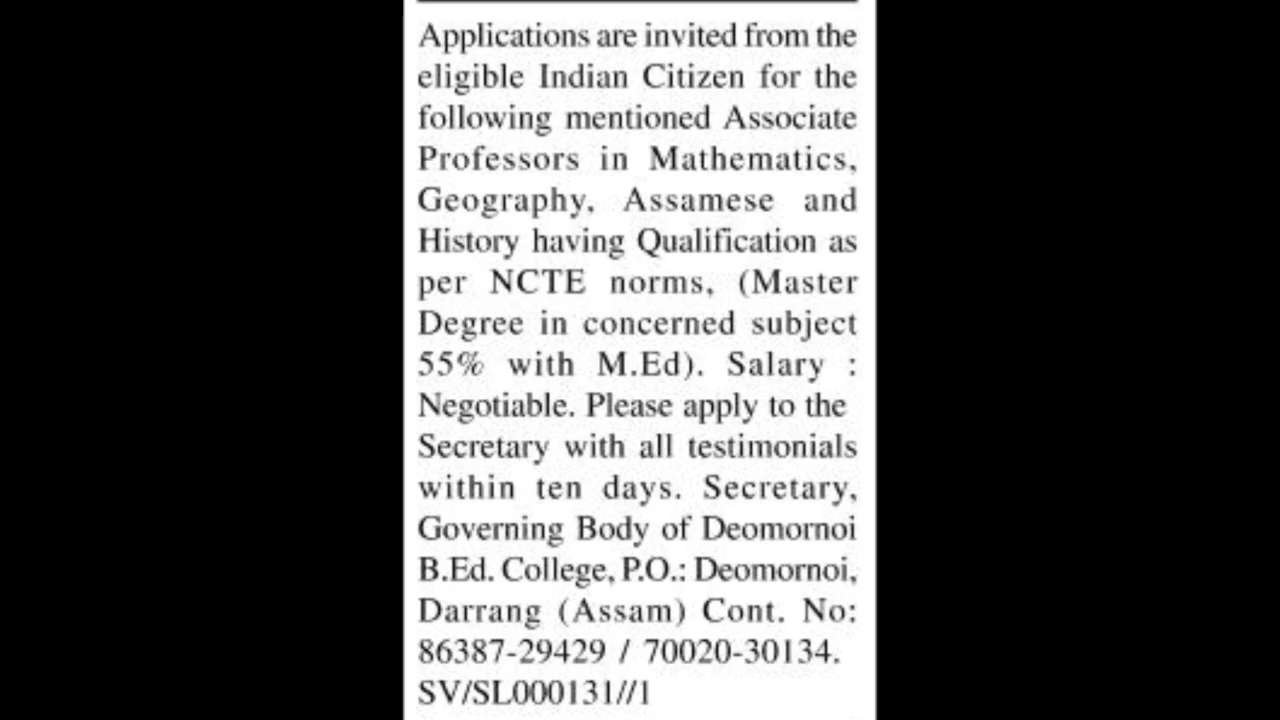 Applications are invited from the
eligible Indian Citizen for the
following mentioned Associate
Professors in Mathematics,
Geography, Assamese and
History having Qualification as
per NCTE norms, (Master
Degree in concerned subject
55% with M.Ed). Salary :
Negotiable. Please apply to the
Secretary with all testimonials
within ten days. Secretary,
Governing Body of Deomornoi
B.Ed. College, P.O.: Deomornoi,
Darrang (Assam) Cont. No:
86387-29429 / 70020-30134.
SV/SL000131//1